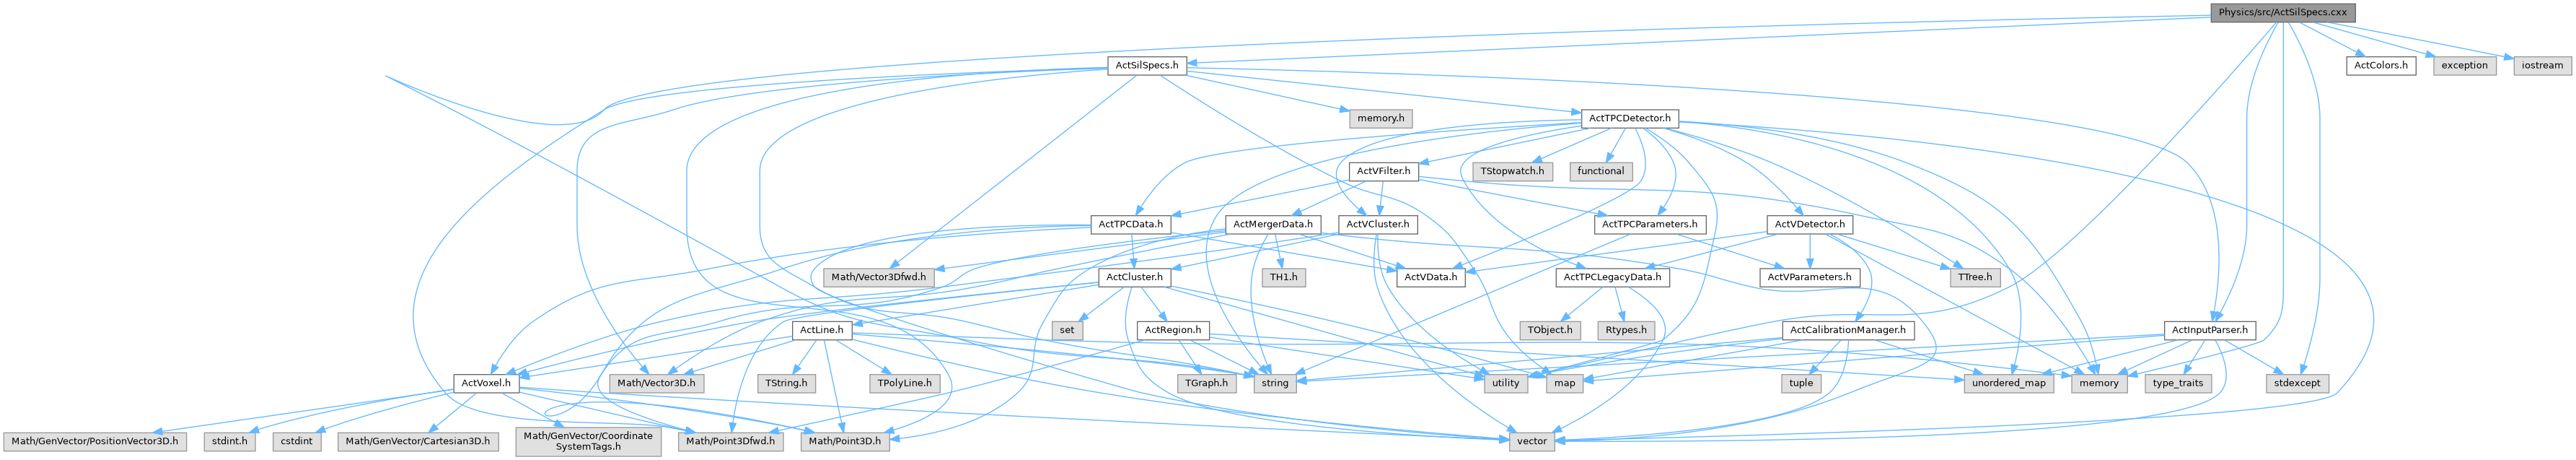 Physics/src/ActSilSpecs.cxx
ActSilSpecs.h
ActColors.h
exception
iostream
memory.h
ActTPCDetector.h
ActVFilter.h
TStopwatch.h
functional
ActTPCData.h
ActMergerData.h
ActVCluster.h
ActTPCParameters.h
ActVDetector.h
Math/Vector3Dfwd.h
ActCluster.h
TH1.h
ActVData.h
ActTPCLegacyData.h
ActVParameters.h
TTree.h
set
ActLine.h
ActRegion.h
TObject.h
Rtypes.h
ActCalibrationManager.h
ActInputParser.h
ActVoxel.h
Math/Vector3D.h
TString.h
TPolyLine.h
TGraph.h
string
utility
map
tuple
unordered_map
memory
type_traits
stdexcept
Math/GenVector/PositionVector3D.h
stdint.h
cstdint
Math/GenVector/Cartesian3D.h
Math/GenVector/Coordinate
SystemTags.h
Math/Point3Dfwd.h
Math/Point3D.h
vector